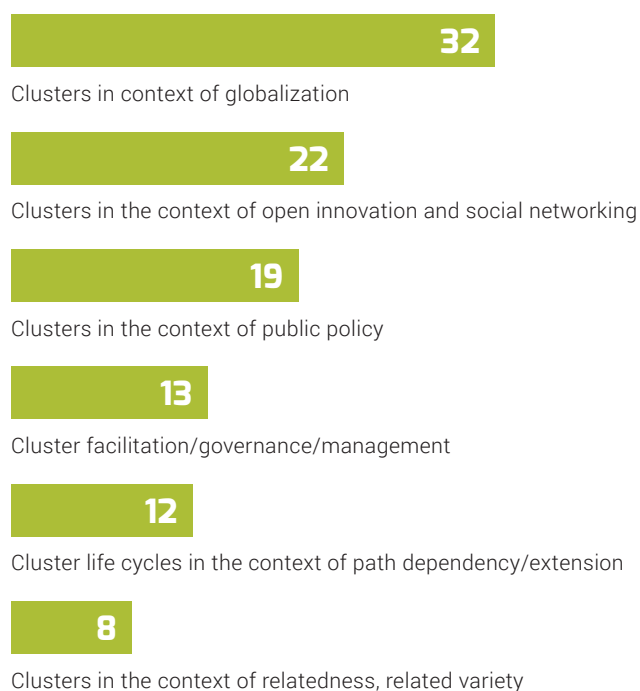 32
Clusters in context of globalization
22
Clusters in the context of open innovation and social networking
19
Clusters in the context of public policy
13
Cluster facilitation/governance/management
12
Cluster life cycles in the context of path dependency/extension
8
Clusters in the context of relatedness, related variety